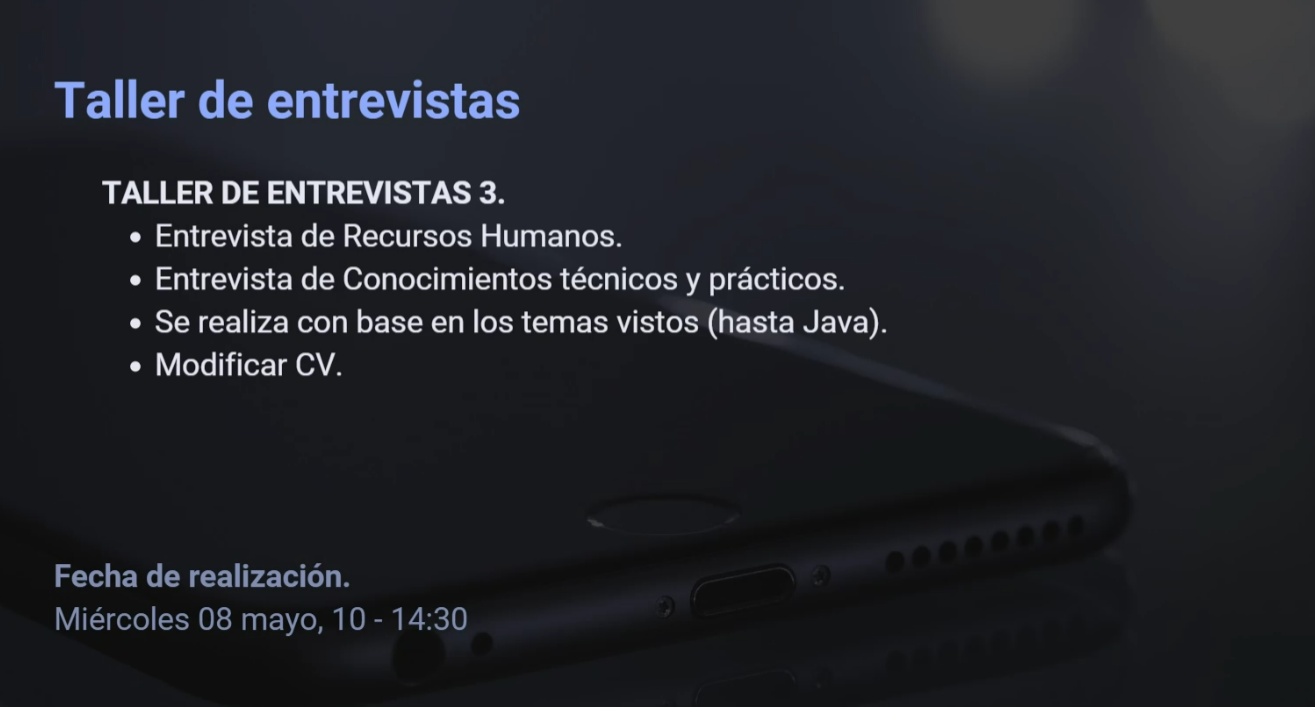 Taller de entrevistas
TALLER DE ENTREVISTAS 3.
• Entrevista de Recursos Humanos.
• Entrevista de Conocimientos técnicos y prácticos.
• Se realiza con base en los temas vistos (hasta Java).
• Modificar CV.
Fecha de realización.
Miércoles 08 mayo, 10 - 14:30